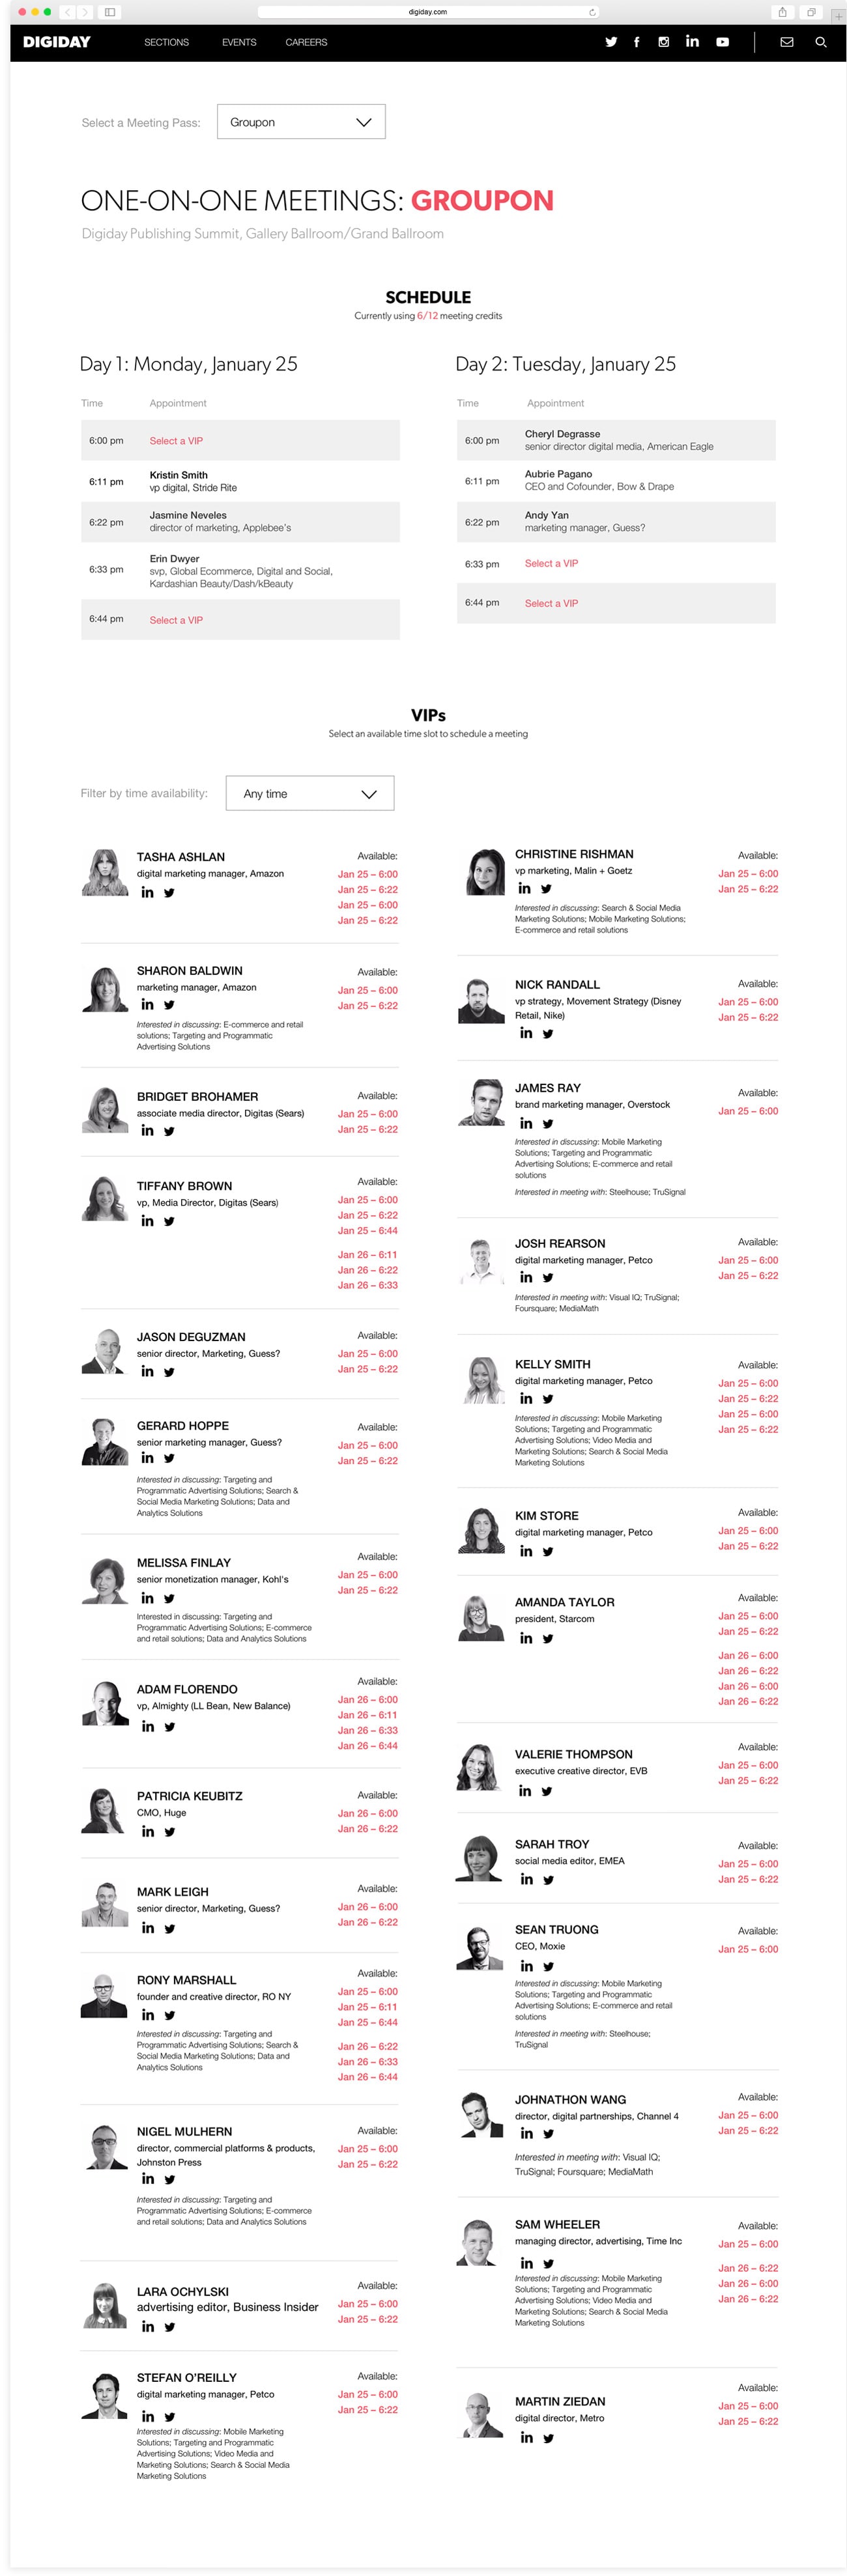 digiday.com
DIGIDAY
SECTIONS
EVENTS
CAREERS
Select a Meeting Pass:
Groupon
ONE-ON-ONE MEETINGS: GROUPON
Digiday Publishing Summit, Gallery Ballroom/Grand Ballroom
SCHEDULE
Currently using 6/12 meeting credits
Day 1: Monday, January 25
Time
Appointment
6:00 pm
Select a VIP
6:11 pm
Kristin Smith
vp digital, Stride Rite
6:22 pm
Jasmine Neveles
director of marketing, Applebee's
6:33 pm
Erin Dwyer
svp, Global Ecommerce, Digital and Social,
Kardashian Beauty/Dash/kBeauty
6:44 pm
Select a VIP
Day 2: Tuesday, January 25
Time
Appointment
6:00 pm
Cheryl Degrasse
senior director digital media, American Eagle
6:11 pm
Aubrie Pagano
CEO and Cofounder, Bow & Drape
6:22 pm
Andy Yan
marketing manager, Guess?
6:33 pm
Select a VIP
6:44 pm
Select a VIP
VIPs
Select an available time slot to schedule a meeting
Filter by time availability:
Any time
TASHA ASHLAN
digital marketing manager, Amazon
Available:
Jan 25 – 6:00
Jan 25 – 6:22
Jan 25 – 6:00
Jan 25 – 6:22
SHARON BALDWIN
marketing manager, Amazon
Interested in discussing: E-commerce and retail
solutions; Targeting and Programmatic
Advertising Solutions
Available:
Jan 25 – 6:00
Jan 25 – 6:22
BRIDGET BROHAMER
associate media director, Digitas (Sears)
Available:
Jan 25 – 6:00
Jan 25 – 6:22
TIFFANY BROWN
vp, Media Director, Digitas (Sears)
Available:
Jan 25 – 6:00
Jan 25 – 6:22
Jan 25 – 6:44
Jan 26 – 6:11
Jan 26 – 6:22
Jan 26 – 6:33
JASON DEGUZMAN
senior director, Marketing, Guess?
Available:
Jan 25 – 6:00
Jan 25 – 6:22
GERARD HOPPE
senior marketing manager, Guess?
Interested in discussing: Targeting and
Programmatic Advertising Solutions; Search &
Social Media Marketing Solutions; Data and
Analytics Solutions
Available:
Jan 25 – 6:00
Jan 25 – 6:22
MELISSA FINLAY
senior monetization manager, Kohl's
Interested in discussing: Targeting and
Programmatic Advertising Solutions; E-commerce
and retail solutions; Data and Analytics Solutions
Available:
Jan 25 – 6:00
Jan 25 – 6:22
ADAM FLORENDO
vp, Almighty (LL Bean, New Balance)
Available:
Jan 26 – 6:00
Jan 26 – 6:11
Jan 26 – 6:33
Jan 26 – 6:44
PATRICIA KEUBITZ
CMO, Huge
Available:
Jan 26 – 6:00
Jan 26 – 6:22
MARK LEIGH
senior director, Marketing, Guess?
Available:
Jan 26 – 6:00
Jan 26 – 6:22
RONY MARSHALL
founder and creative director, RO NY
Interested in discussing: Targeting and
Programmatic Advertising Solutions; Search &
Social Media Marketing Solutions; Data and
Analytics Solutions
Available:
Jan 25 – 6:00
Jan 25 – 6:11
Jan 25 – 6:44
Jan 26 – 6:22
Jan 26 – 6:33
Jan 26 – 6:44
NIGEL MULHERN
director, commercial platforms & products,
Johnston Press
Interested in discussing: Targeting and
Programmatic Advertising Solutions; E-commerce
and retail solutions; Data and Analytics Solutions
Available:
Jan 25 – 6:00
Jan 25 – 6:22
LARA OCHYLSKI
advertising editor, Business Insider
Available:
Jan 25 – 6:00
Jan 25 – 6:22
STEFAN O'REILLY
digital marketing manager, Petco
Interested in discussing: Mobile Marketing
Solutions; Targeting and Programmatic
Advertising Solutions; Video Media and
Marketing Solutions; Search & Social Media
Marketing Solutions
Available:
Jan 25 – 6:00
Jan 25 – 6:22
CHRISTINE RISHMAN
vp marketing, Malin + Goetz
Interested in discussing: Search & Social Media
Marketing Solutions; Mobile Marketing Solutions;
E-commerce and retail solutions
Available:
Jan 25 – 6:00
Jan 25 – 6:22
NICK RANDALL
vp strategy, Movement Strategy (Disney
Retail, Nike)
Available:
Jan 25 – 6:00
Jan 25 – 6:22
JAMES RAY
brand marketing manager, Overstock
Interested in discussing: Mobile Marketing
Solutions; Targeting and Programmatic
Advertising Solutions; E-commerce and retail
solutions
Interested in meeting with: Steelhouse; TruSignal
Available:
Jan 25 – 6:00
JOSH REARSON
digital marketing manager, Petco
Interested in meeting with: Visual IQ; TruSignal;
Foursquare; MediaMath
Available:
Jan 25 – 6:00
Jan 25 – 6:22
KELLY SMITH
digital marketing manager, Petco
Interested in discussing: Mobile Marketing
Solutions; Targeting and Programmatic
Advertising Solutions; Video Media and
Marketing Solutions; Search & Social Media
Marketing Solutions
Available:
Jan 25 – 6:00
Jan 25 – 6:22
Jan 25 – 6:00
Jan 25 – 6:22
KIM STORE
digital marketing manager, Petco
Available:
Jan 25 – 6:00
Jan 25 – 6:22
AMANDA TAYLOR
president, Starcom
Available:
Jan 25 – 6:00
Jan 25 – 6:22
Jan 26 – 6:00
Jan 26 – 6:22
Jan 26 – 6:00
Jan 26 – 6:22
VALERIE THOMPSON
executive creative director, EVB
Available:
Jan 25 – 6:00
Jan 25 – 6:22
SARAH TROY
social media editor, EMEA
Available:
Jan 25 – 6:00
Jan 25 – 6:22
SEAN TRUONG
CEO, Moxie
Interested in discussing: Mobile Marketing
Solutions; Targeting and Programmatic
Advertising Solutions; E-commerce and retail
solutions
Interested in meeting with: Steelhouse;
TruSignal
Available:
Jan 25 – 6:00
JOHNATHON WANG
director, digital partnerships, Channel 4
Interested in meeting with: Visual IQ;
TruSignal; Foursquare; MediaMath
Available:
Jan 25 – 6:00
Jan 25 – 6:22
SAM WHEELER
managing director, advertising, Time Inc
Interested in discussing: Mobile Marketing
Solutions; Targeting and Programmatic
Advertising Solutions; Video Media and
Marketing Solutions; Search & Social Media
Marketing Solutions
Available:
Jan 25 – 6:00
Jan 26 – 6:22
Jan 26 – 6:00
Jan 26 – 6:22
MARTIN ZIEDAN
digital director, Metro
Available:
Jan 25 – 6:00
Jan 25 – 6:22